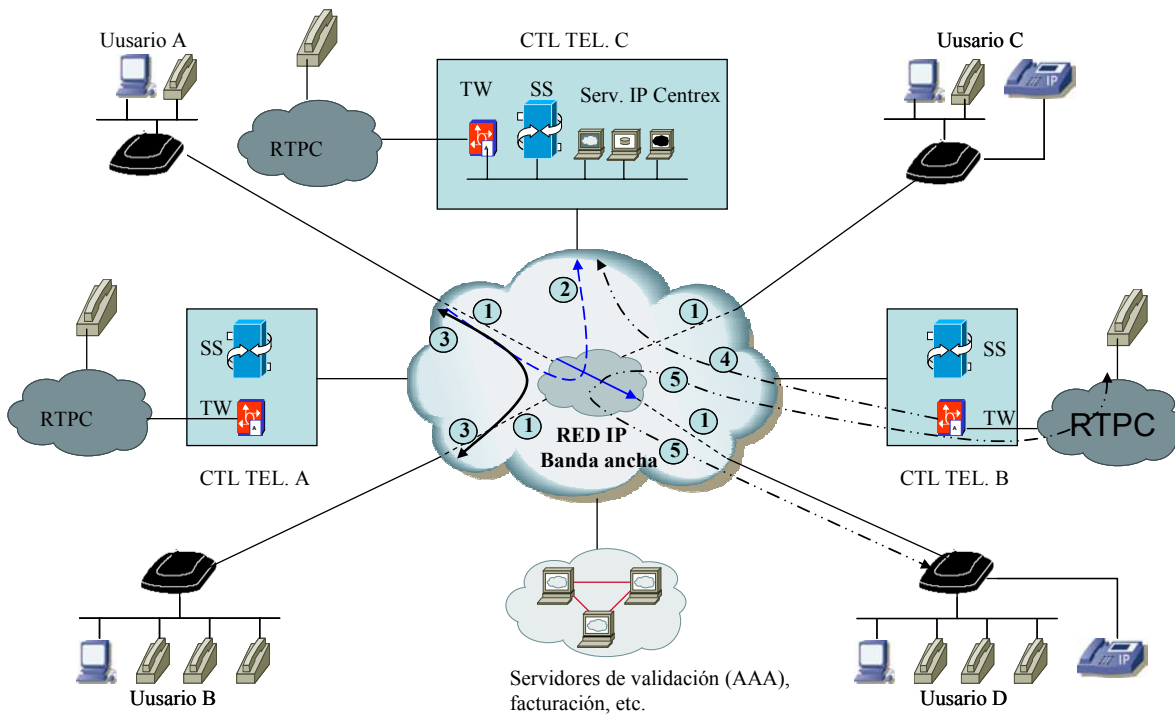 Uusario A
CTL TEL. C
Uusario C
TW
SS
Serv. IP Centrex
IP
RTPC
A
2
1
1
3
SS
4
SS
5
RTPC
TW
A
TW
A
RTPC
3
1
RED IP
Banda ancha
5
1
CTL TEL. A
CTL TEL. B
IP
Uusario B
Servidores de validación (AAA),
facturación, etc.
Uusario D